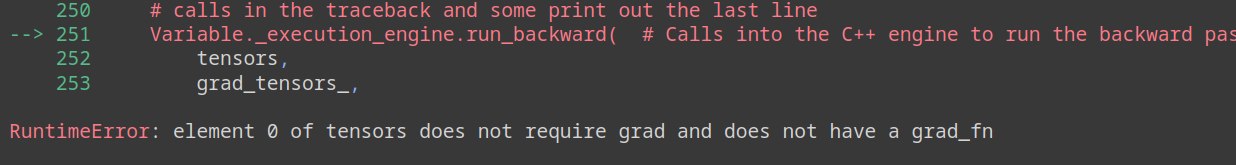 250     # calls in the traceback and some print out the last line
--> 251     Variable._execution_engine.run_backward(  # Calls into the C++ engine to run the backward pas
252         tensors,
253         grad_tensors_,
RuntimeError: element 0 of tensors does not require grad and does not have a grad_fn